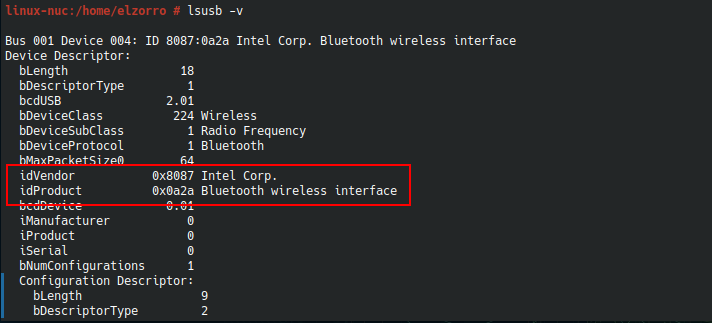 linux-nuc:/home/elzorro # lsusb -v
Bus 001 Device 004: ID 8087:0a2a Intel Corp. Bluetooth wireless interface
Device Descriptor:
bLength 18
bDescriptorType 1
bcdUSB 2.01
bDeviceClass 224 Wireless
bDeviceSubClass 1 Radio Frequency
bDeviceProtocol 1 Bluetooth
bMaxPacketSize0 64
idVendor 0x8087 Intel Corp.
idProduct 0x0a2a Bluetooth wireless interface
bcdDevice 0.01
iManufacturer 0
iProduct 0
iSerial 0
bNumConfigurations 1
Configuration Descriptor:
bLength 9
bDescriptorType 2